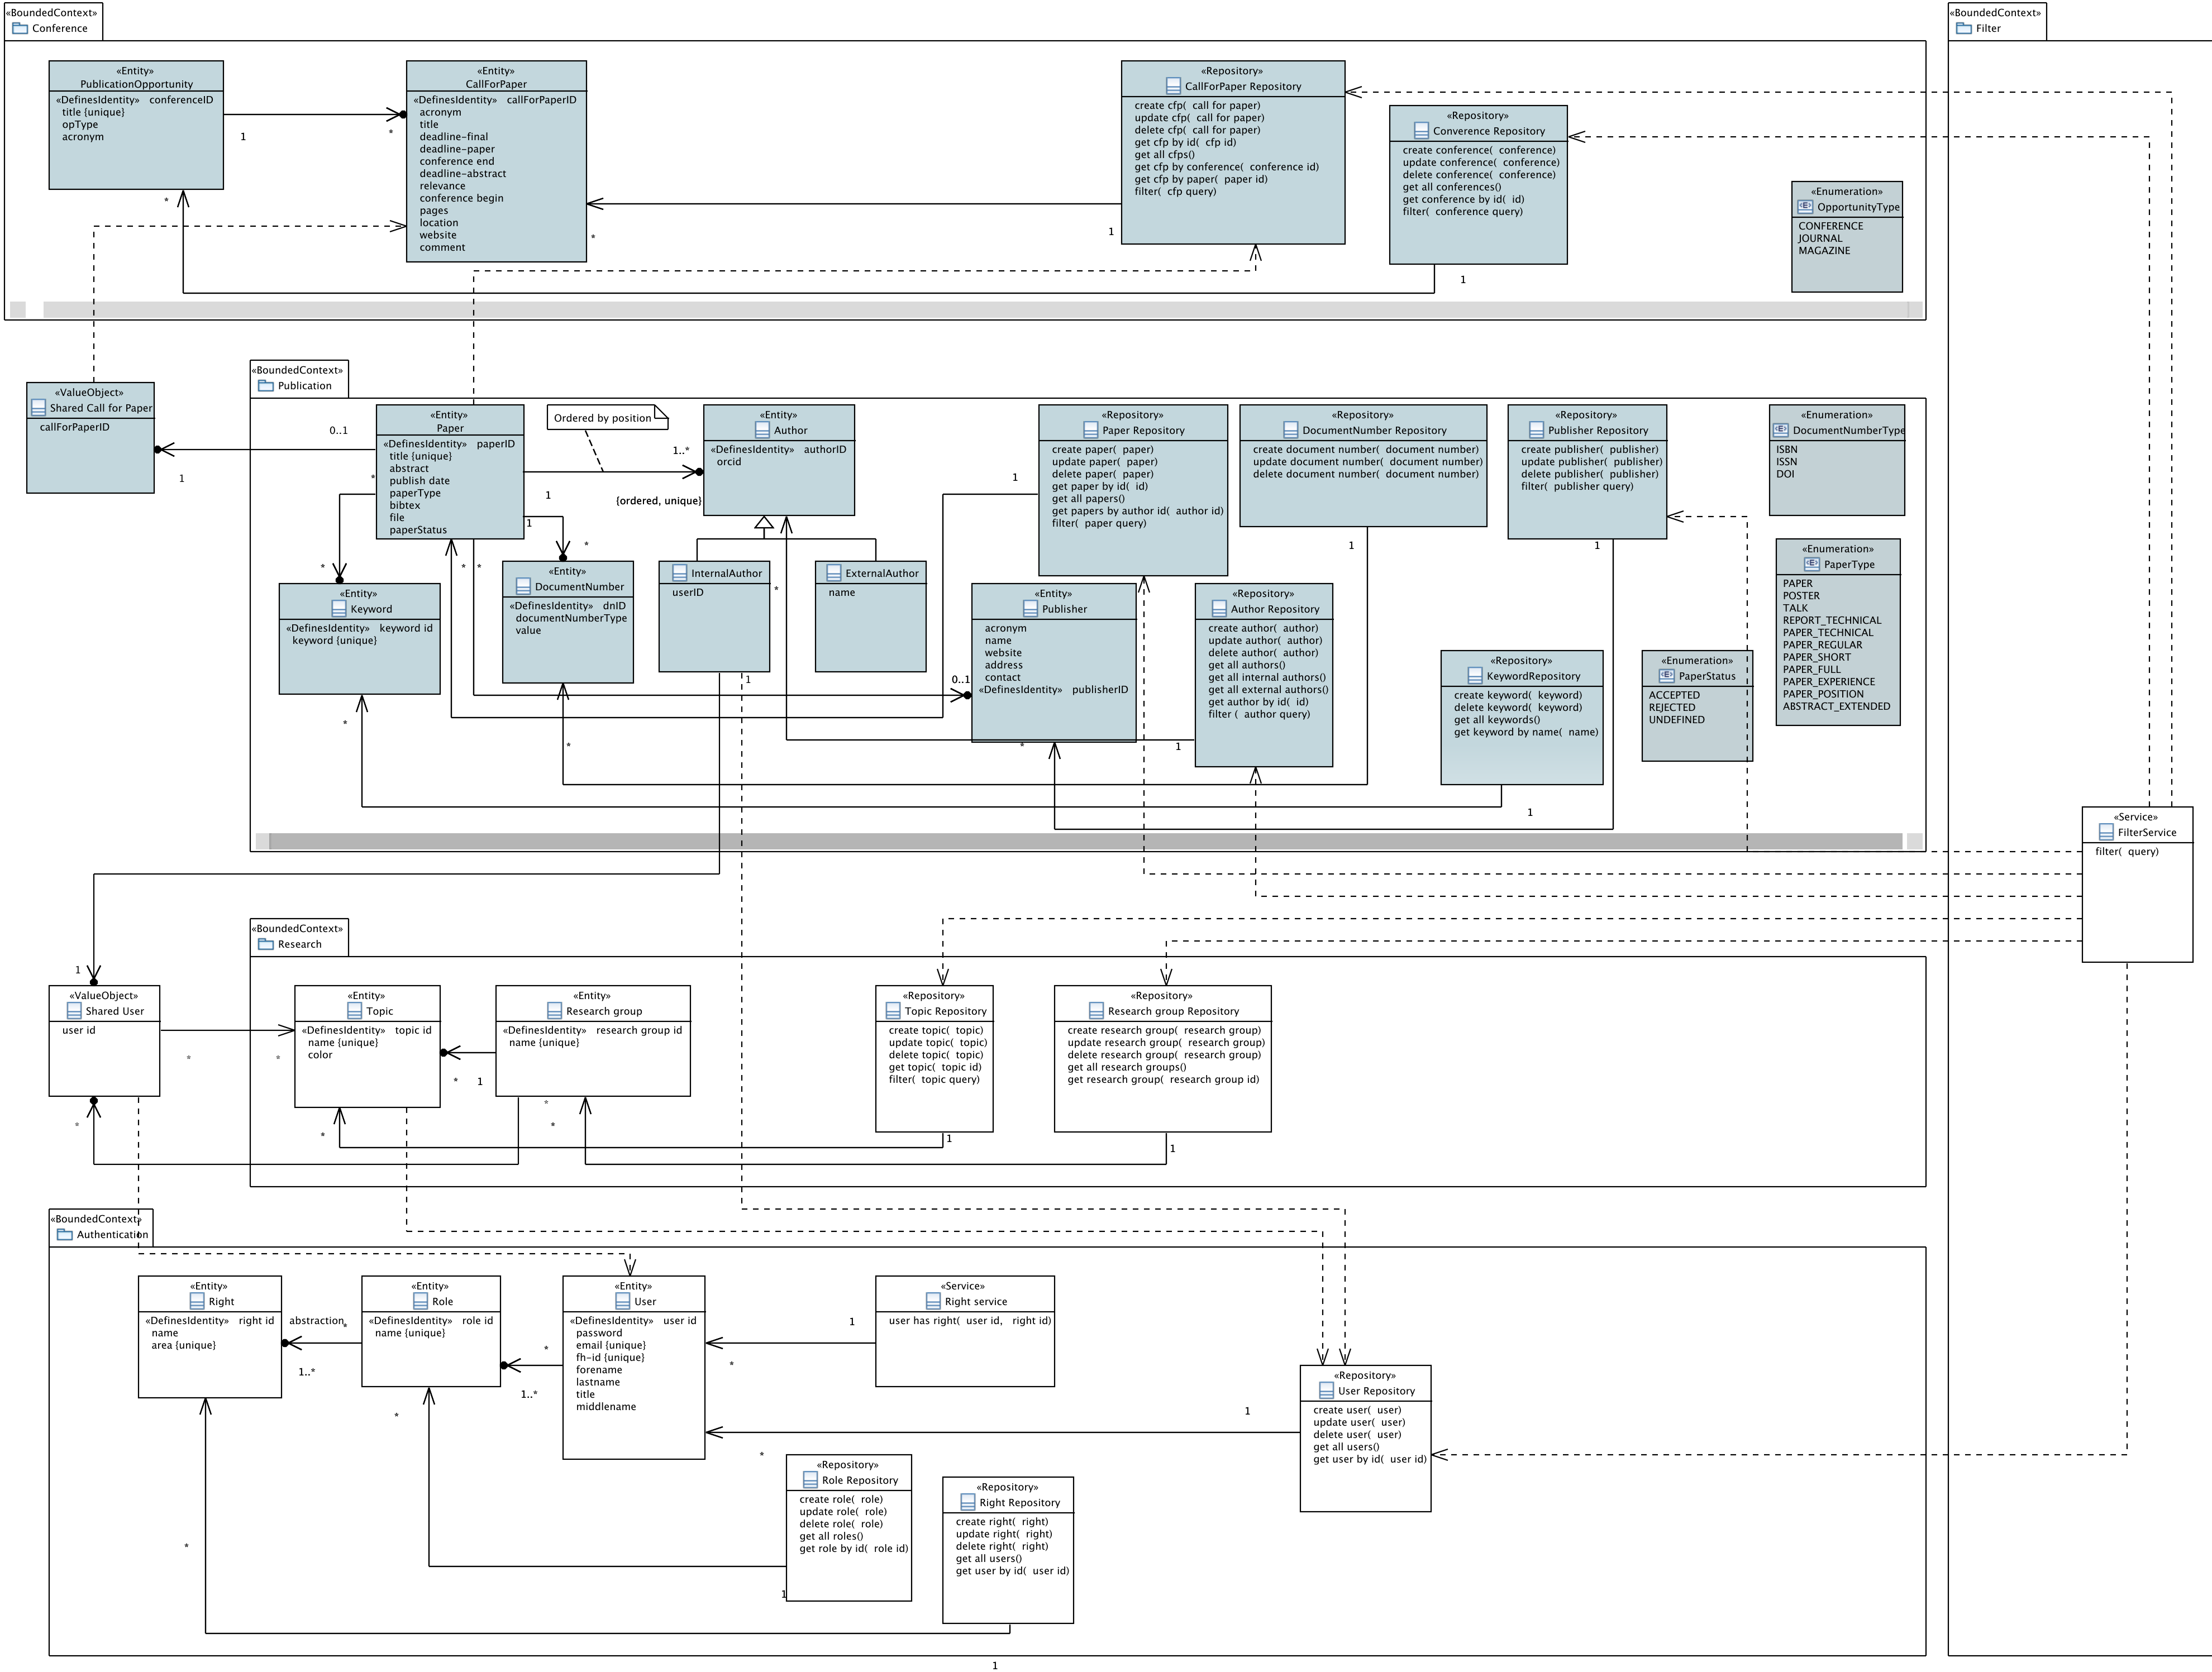 «BoundedContext»
Conference
«Entity»
PublicationOpportunity
«DefinesIdentity» conferenceID
title {unique}
opType
acronym
1
*
*
«Entity»
CallForPaper
«DefinesIdentity» callForPaperID
acronym
title
deadline-final
deadline-paper
conference end
deadline-abstract
relevance
conference begin
pages
location
website
comment
*
1
«Repository»
CallForPaper Repository
create cfp( call for paper)
update cfp( call for paper)
delete cfp( call for paper)
get cfp by id( cfp id)
get all cfps()
get cfp by conference( conference id)
get cfp by paper( paper id)
filter( cfp query)
«Repository»
Converence Repository
create conference( conference)
update conference( conference)
delete conference( conference)
get all conferences()
get conference by id( id)
filter( conference query)
1
«Enumeration»
OpportunityType
CONFERENCE
JOURNAL
MAGAZINE
«BoundedContext»
Filter
«ValueObject»
Shared Call for Paper
callForPaperID
«BoundedContext»
Publication
0..1
1
*
«Entity»
Paper
«DefinesIdentity» paperID
title {unique}
abstract
publish date
paperType
bibtex
file
paperStatus
Ordered by position
1..*
1
{ordered, unique}
1
*
*
*
*
«Entity»
Author
«DefinesIdentity» authorID
orcid
«Entity»
Keyword
«DefinesIdentity» keyword id
keyword {unique}
*
«Entity»
DocumentNumber
«DefinesIdentity» dnID
documentNumberType
value
*
InternalAuthor
userID
1
*
ExternalAuthor
name
«Repository»
Paper Repository
create paper( paper)
update paper( paper)
delete paper( paper)
get paper by id( id)
get all papers()
get papers by author id( author id)
filter( paper query)
1
«Entity»
Publisher
acronym
name
website
address
contact
«DefinesIdentity» publisherID
0..1
*
«Repository»
DocumentNumber Repository
create document number( document number)
update document number( document number)
delete document number( document number)
1
«Repository»
Author Repository
create author( author)
update author( author)
delete author( author)
get all authors()
get all internal authors()
get all external authors()
get author by id( id)
filter ( author query)
1
«Repository»
Publisher Repository
create publisher( publisher)
update publisher( publisher)
delete publisher( publisher)
filter( publisher query)
1
«Repository»
KeywordRepository
create keyword( keyword)
delete keyword( keyword)
get all keywords()
get keyword by name( name)
1
«Enumeration»
DocumentNumberType
ISBN
ISSN
DOI
«Enumeration»
PaperStatus
ACCEPTED
REJECTED
UNDEFINED
«Enumeration»
PaperType
PAPER
POSTER
TALK
REPORT_TECHNICAL
PAPER_TECHNICAL
PAPER_REGULAR
PAPER_SHORT
PAPER_FULL
PAPER_EXPERIENCE
PAPER_POSITION
ABSTRACT_EXTENDED
«Service»
FilterService
filter( query)
«BoundedContext»
Research
1
«ValueObject»
Shared User
user id
*
*
*
«Entity»
Topic
«DefinesIdentity» topic id
name {unique}
color
*
1
*
«Entity»
Research group
«DefinesIdentity» research group id
name {unique}
*
*
«Repository»
Topic Repository
create topic( topic)
update topic( topic)
delete topic( topic)
get topic( topic id)
filter( topic query)
1
«Repository»
Research group Repository
create research group( research group)
update research group( research group)
delete research group( research group)
get all research groups()
get research group( research group id)
1
«BoundedContext»
Authentication
«Entity»
Right
«DefinesIdentity» right id
name
area {unique}
abstraction
*
1..*
*
«Entity»
Role
«DefinesIdentity» role id
name {unique}
*
1..*
*
«Entity»
User
«DefinesIdentity» user id
password
email {unique}
fh-id {unique}
forename
lastname
title
middlename
*
1
*
1
«Service»
Right service
user has right( user id, right id)
«Repository»
Role Repository
create role( role)
update role( role)
delete role( role)
get all roles()
get role by id( role id)
1
«Repository»
Right Repository
create right( right)
update right( right)
delete right( right)
get all users()
get user by id( user id)
«Repository»
User Repository
create user( user)
update user( user)
delete user( user)
get all users()
get user by id( user id)
1